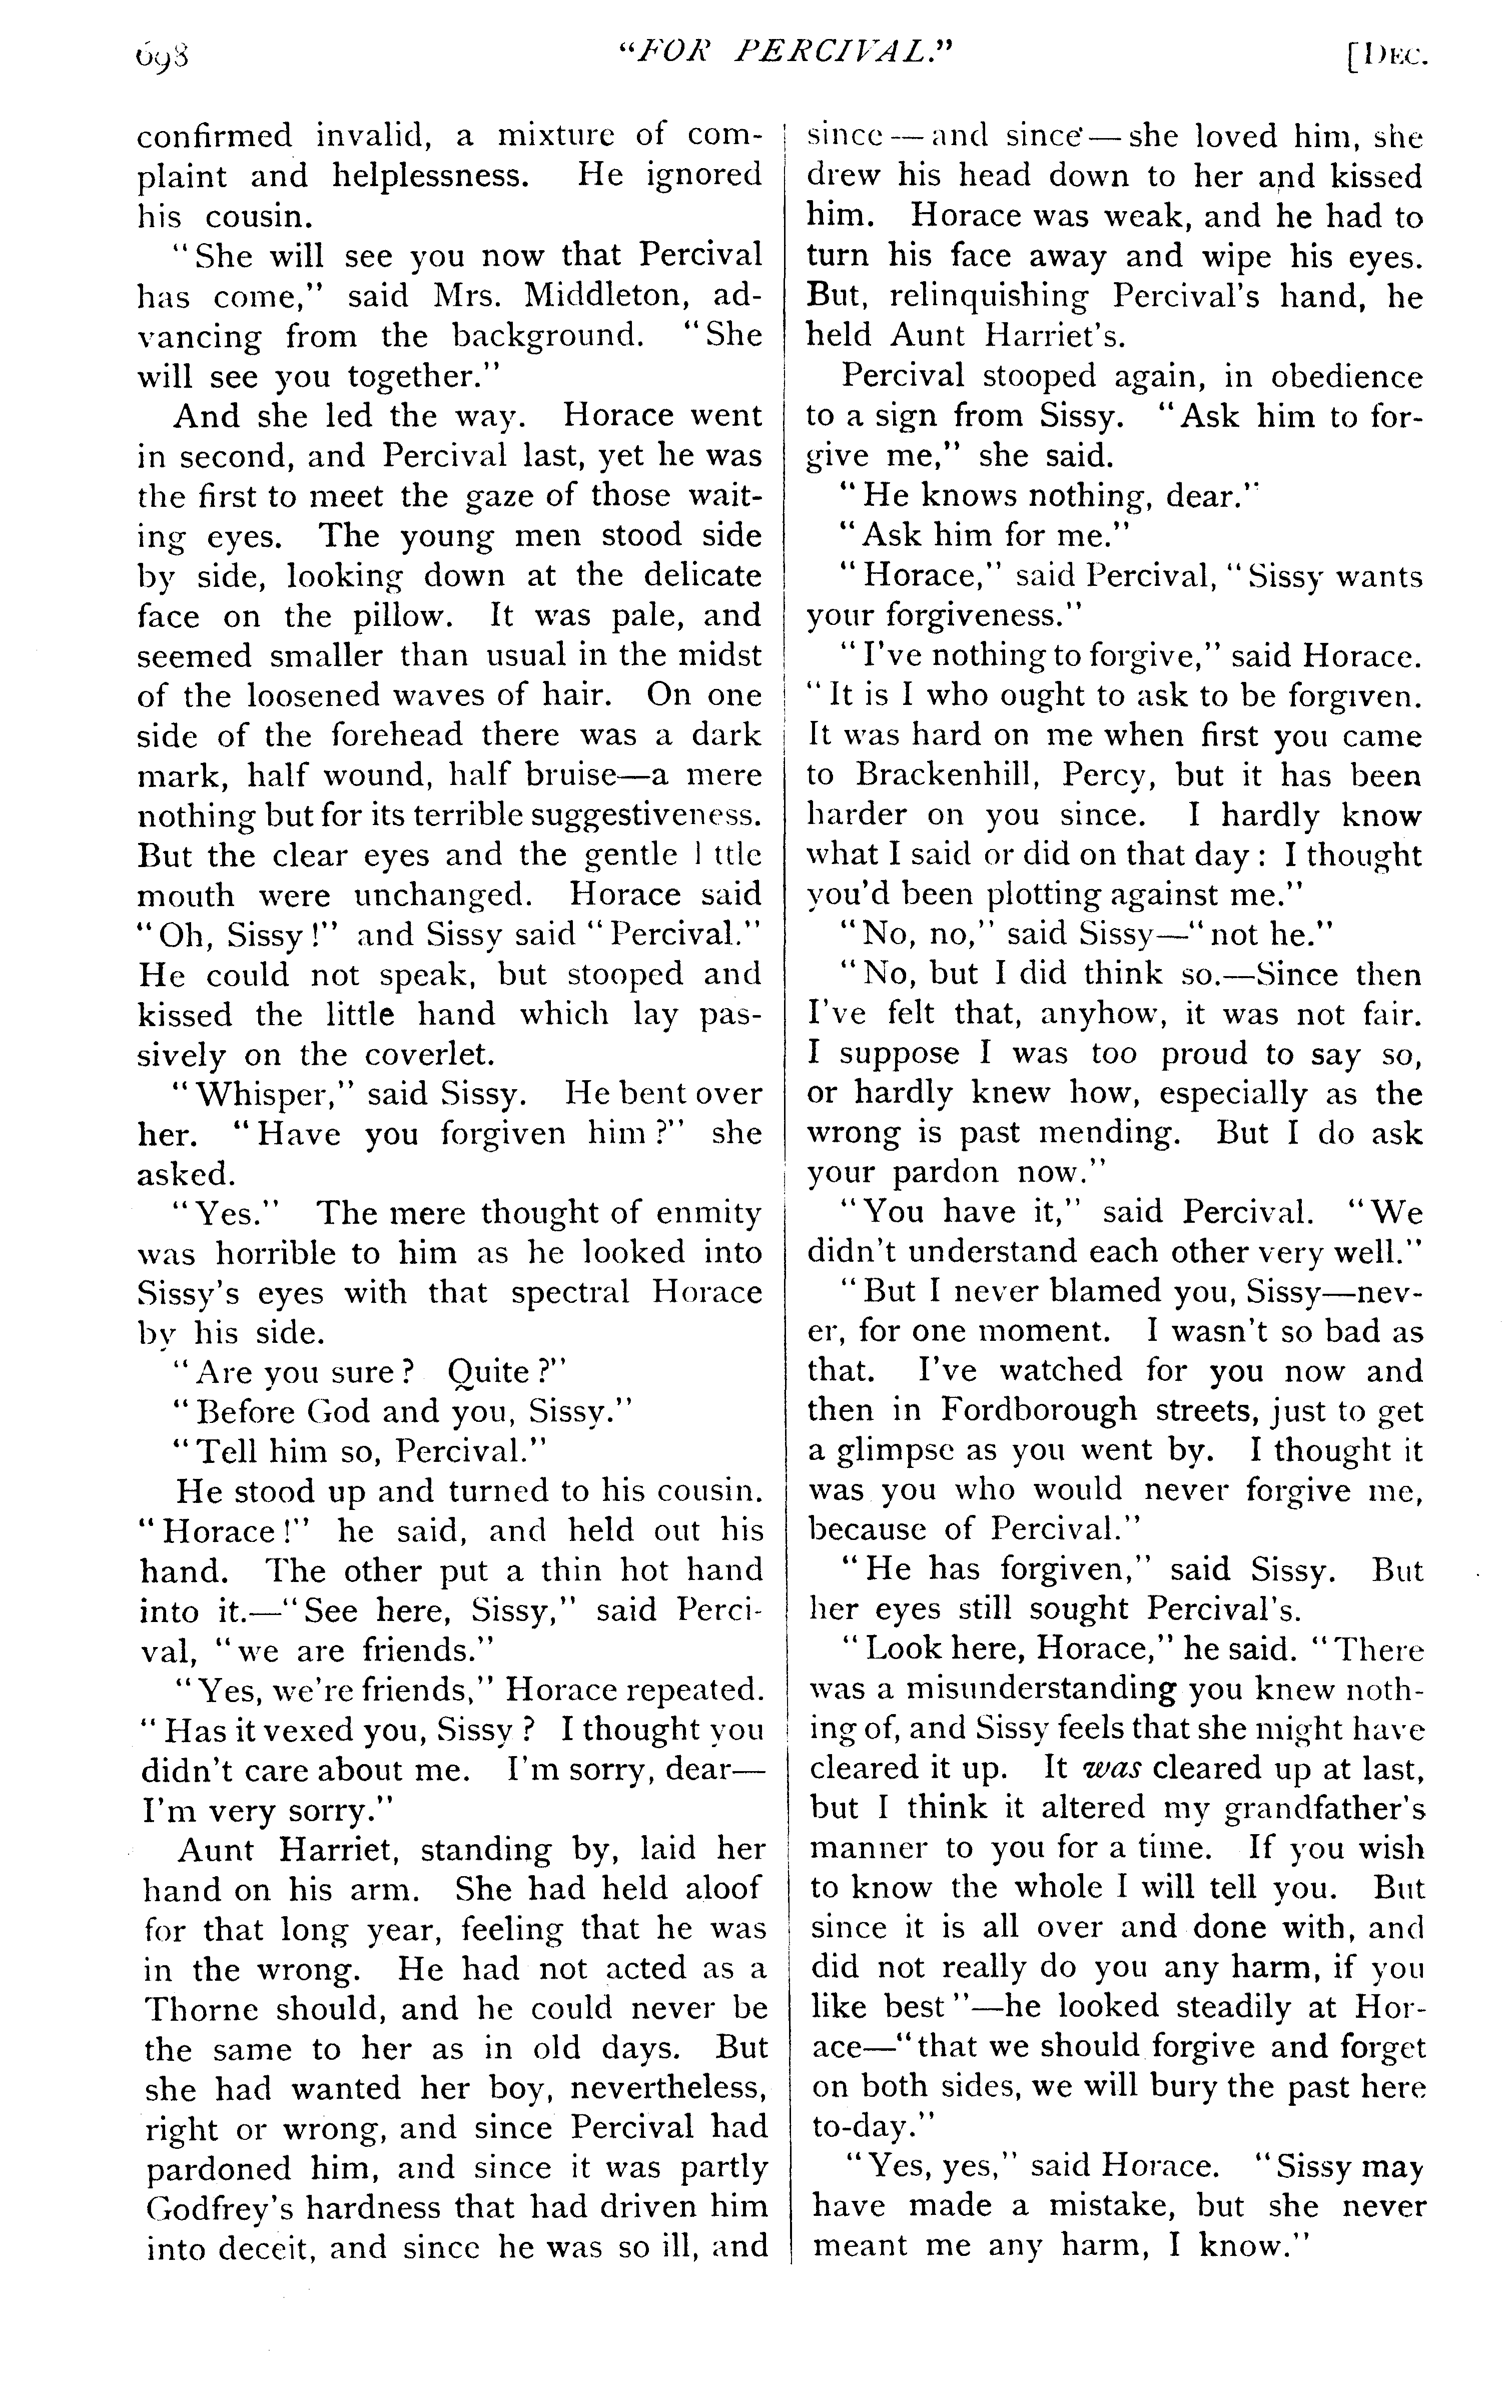 698
"FOR PERCIVAL."
[DEC.
confirmed invalid, a mixture of com-
plaint and helplessness. He ignored
his cousin.
"She will see you now that Percival
has come," said Mrs. Middleton, ad-
vancing from the background. "She
will see you together."
And she led the way. Horace went
in second, and Percival last, yet he was
the first to meet the gaze of those wait-
ing eyes. The young men stood side
by side, looking down at the delicate
face on the pillow. It was pale, and
seemed smaller than usual in the midst
of the loosened waves of hair. On one
side of the forehead there was a dark
mark, half wound, half bruise—a mere
nothing but for its terrible suggestiveness.
But the clear eyes and the gentle l ttle
mouth were unchanged. Horace said
"Oh, Sissy!" and Sissy said "Percival."
He could not speak, but stooped and
kissed the little hand which lay pas-
sively on the coverlet.
"Whisper," said Sissy. He bent over
her. "Have you forgiven him?" she
asked.
"Yes." The mere thought of enmity
was horrible to him as he looked into
Sissy's eyes with that spectral Horace
by his side.
"Are you sure? Quite?"
"Before God and you, Sissy."
"Tell him so, Percival."
He stood up and turned to his cousin.
"Horace!" he said, and held out his
hand. The other put a thin hot hand
into it.—"See here, Sissy," said Perci-
val, "we are friends."
"Yes, we're friends," Horace repeated.
"Has it vexed you, Sissy? I thought you
didn't care about me. I'm sorry, dear—
I'm very sorry."
Aunt Harriet, standing by, laid her
hand on his arm. She had held aloof
for that long year, feeling that he was
in the wrong. He had not acted as a
Thorne should, and he could never be
the same to her as in old days. But
she had wanted her boy, nevertheless,
right or wrong, and since Percival had
pardoned him, and since it was partly
Godfrey's hardness that had driven him
into deceit, and since he was so ill, and
since—and since—she loved him, she
drew his head down to her and kissed
him. Horace was weak, and he had to
turn his face away and wipe his eyes.
But, relinquishing Percival's hand, he
held Aunt Harriet's.
Percival stooped again, in obedience
to a sign from Sissy. "Ask him to for-
give me," she said.
"He knows nothing, dear."
"Ask him for me."
"Horace," said Percival, "Sissy wants
your forgiveness."
"I've nothing to forgive," said Horace.
"It is I who ought to ask to be forgiven.
It was hard on me when first you came
to Brackenhill, Percy, but it has been
harder on you since. I hardly know
what I said or did on that day: I thought
you'd been plotting against me."
"No, no," said Sissy—"not he."
"No, but I did think so.—Since then
I've felt that, anyhow, it was not fair.
I suppose I was too proud to say so,
or hardly knew how, especially as the
wrong is past mending. But I do ask
your pardon now."
"You have it," said Percival. "We
didn't understand each other very well."
"But I never blamed you, Sissy—nev-
er, for one moment. I wasn't so bad as
that. I've watched for you now and
then in Fordborough streets, just to get
a glimpse as you went by. I thought it
was you who would never forgive me,
because of Percival."
"He has forgiven," said Sissy. But
her eyes still sought Percival's.
"Look here, Horace," he said. "There
was a misunderstanding you knew noth-
ing of, and Sissy feels that she might have
cleared it up. It was cleared up at last,
but I think it altered my grandfather's
manner to you for a time. If you wish
to know the whole I will tell you. But
since it is all over and done with, and
did not really do you any harm, if you
like best"—he looked steadily at Hor-
ace—"that we should forgive and forget
on both sides, we will bury the past here
to-day."
"Yes, yes," said Horace. "Sissy may
have made a mistake, but she never
meant me any harm, I know."